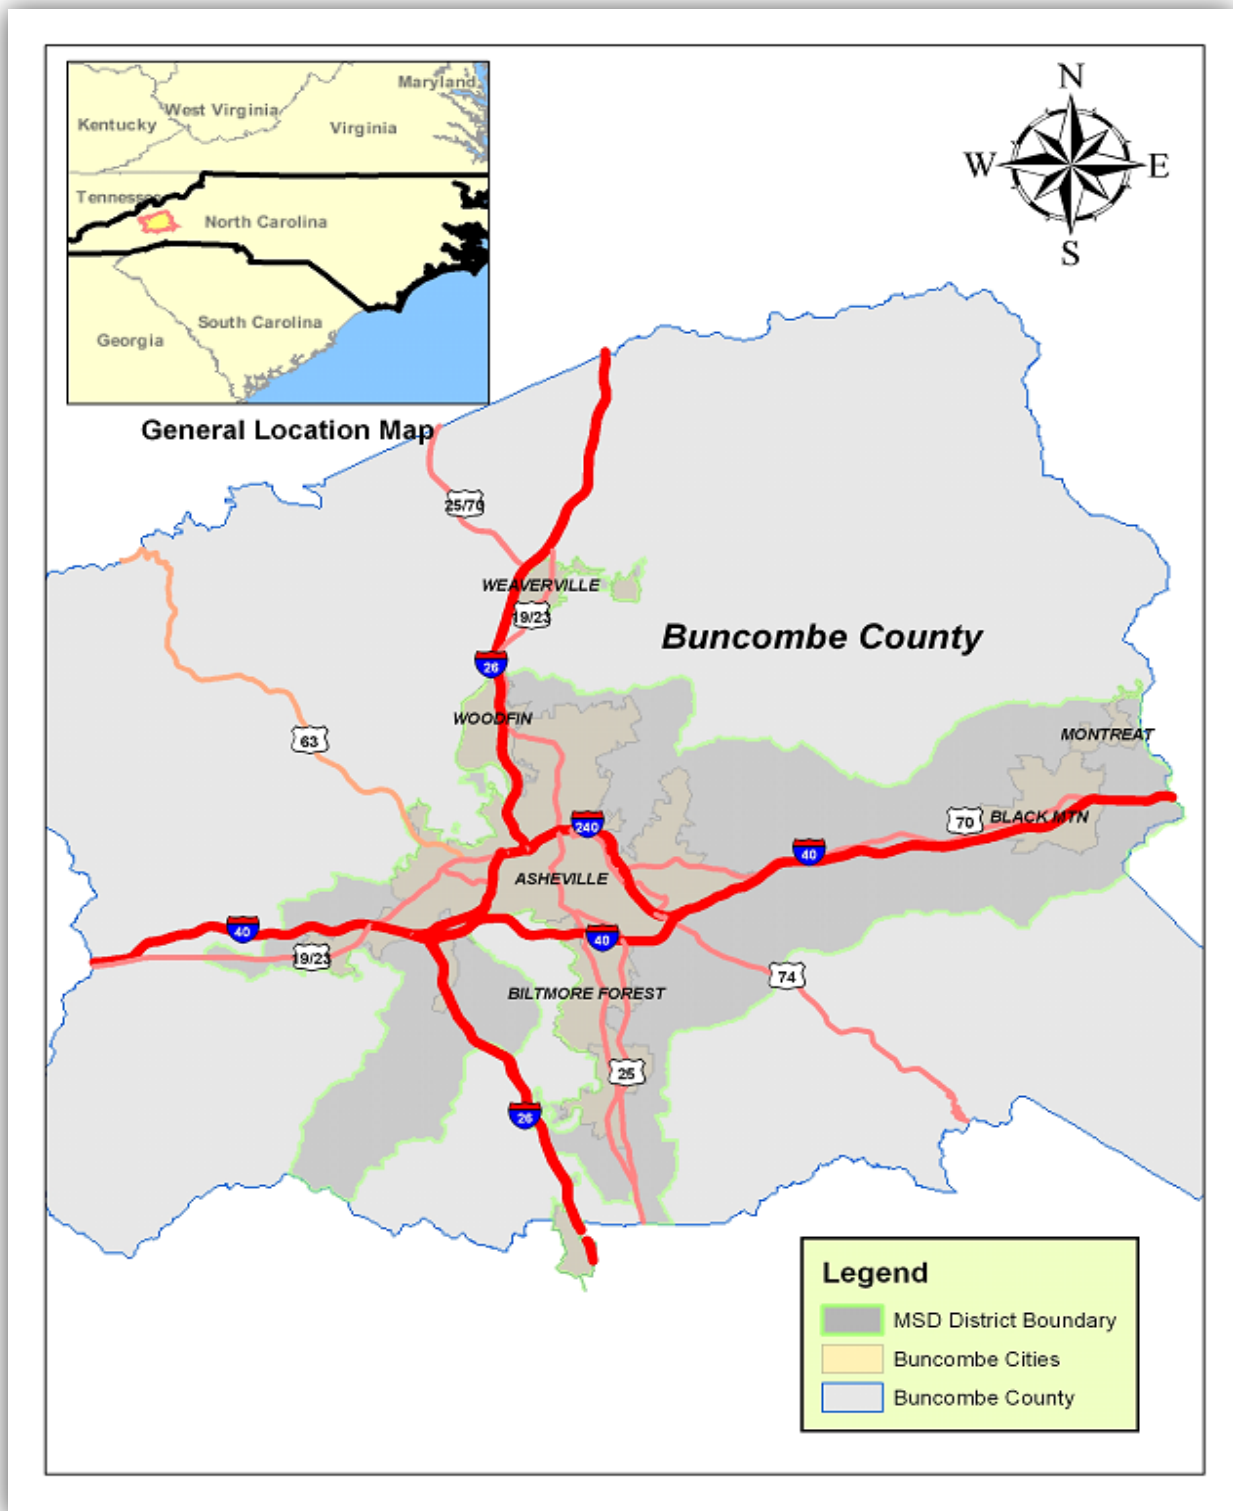 N
W E
S
Maryland
West Virginia
Kentucky
Virginia
Tennessee
North Carolina
South Carolina
Georgia
General Location Map
25/70
WEAVERVILLE
19/23
Buncombe County
26
WOODFIN
MONTREAT
63
70
BLACK MTN
240
40
ASHEVILLE
40
40
19/23
74
BILTMORE FOREST
25
26
Legend
MSD District Boundary
Buncombe Cities
Buncombe County